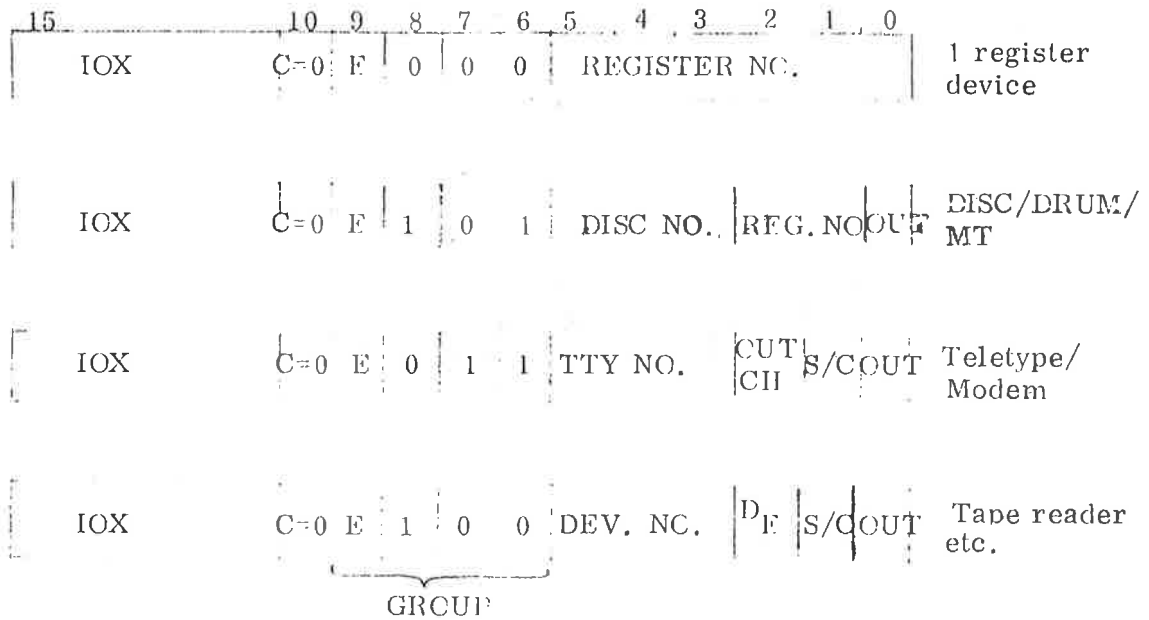 15 10 9 8 7 6 5 4 3 2 1 0
IOX C=0 E 0 0 0 REGISTER NO. 1 register
device
IOX C=0 E 1 0 1 DISC NO. REG. NO OUT DISC/DRUM/
MT
IOX C=0 E 0 1 1 TTY NO. OUT S/C OUT Teletype/
CH Modem
IOX C=0 E 1 0 0 DEV. NO. DE S/C OUT Tape reader
etc.
GROUP